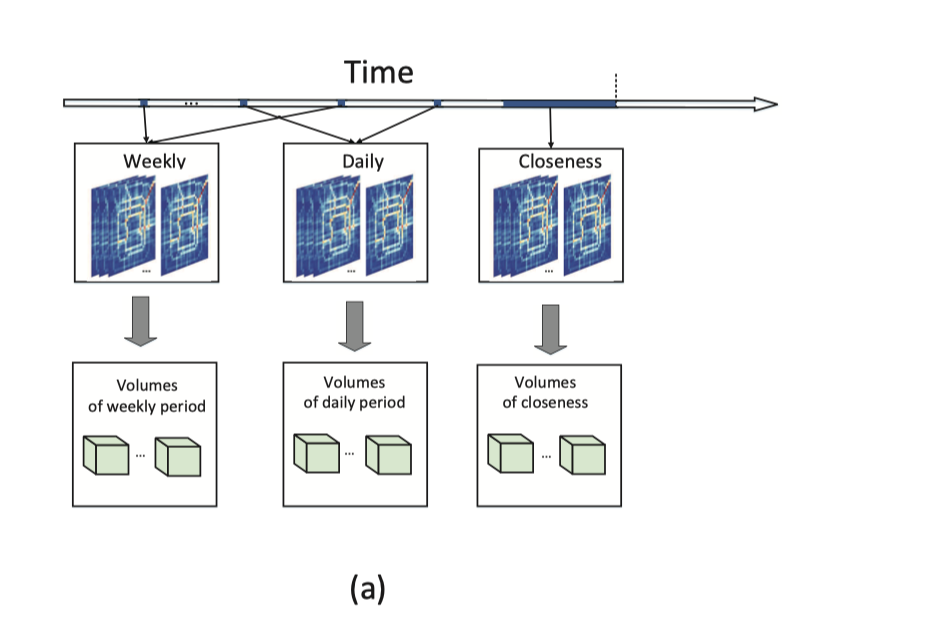 Time
...
Weekly
Daily
Closeness
...
...
...
Volumes
of weekly period
Volumes
of daily period
Volumes
of closeness
...
...
...
(a)